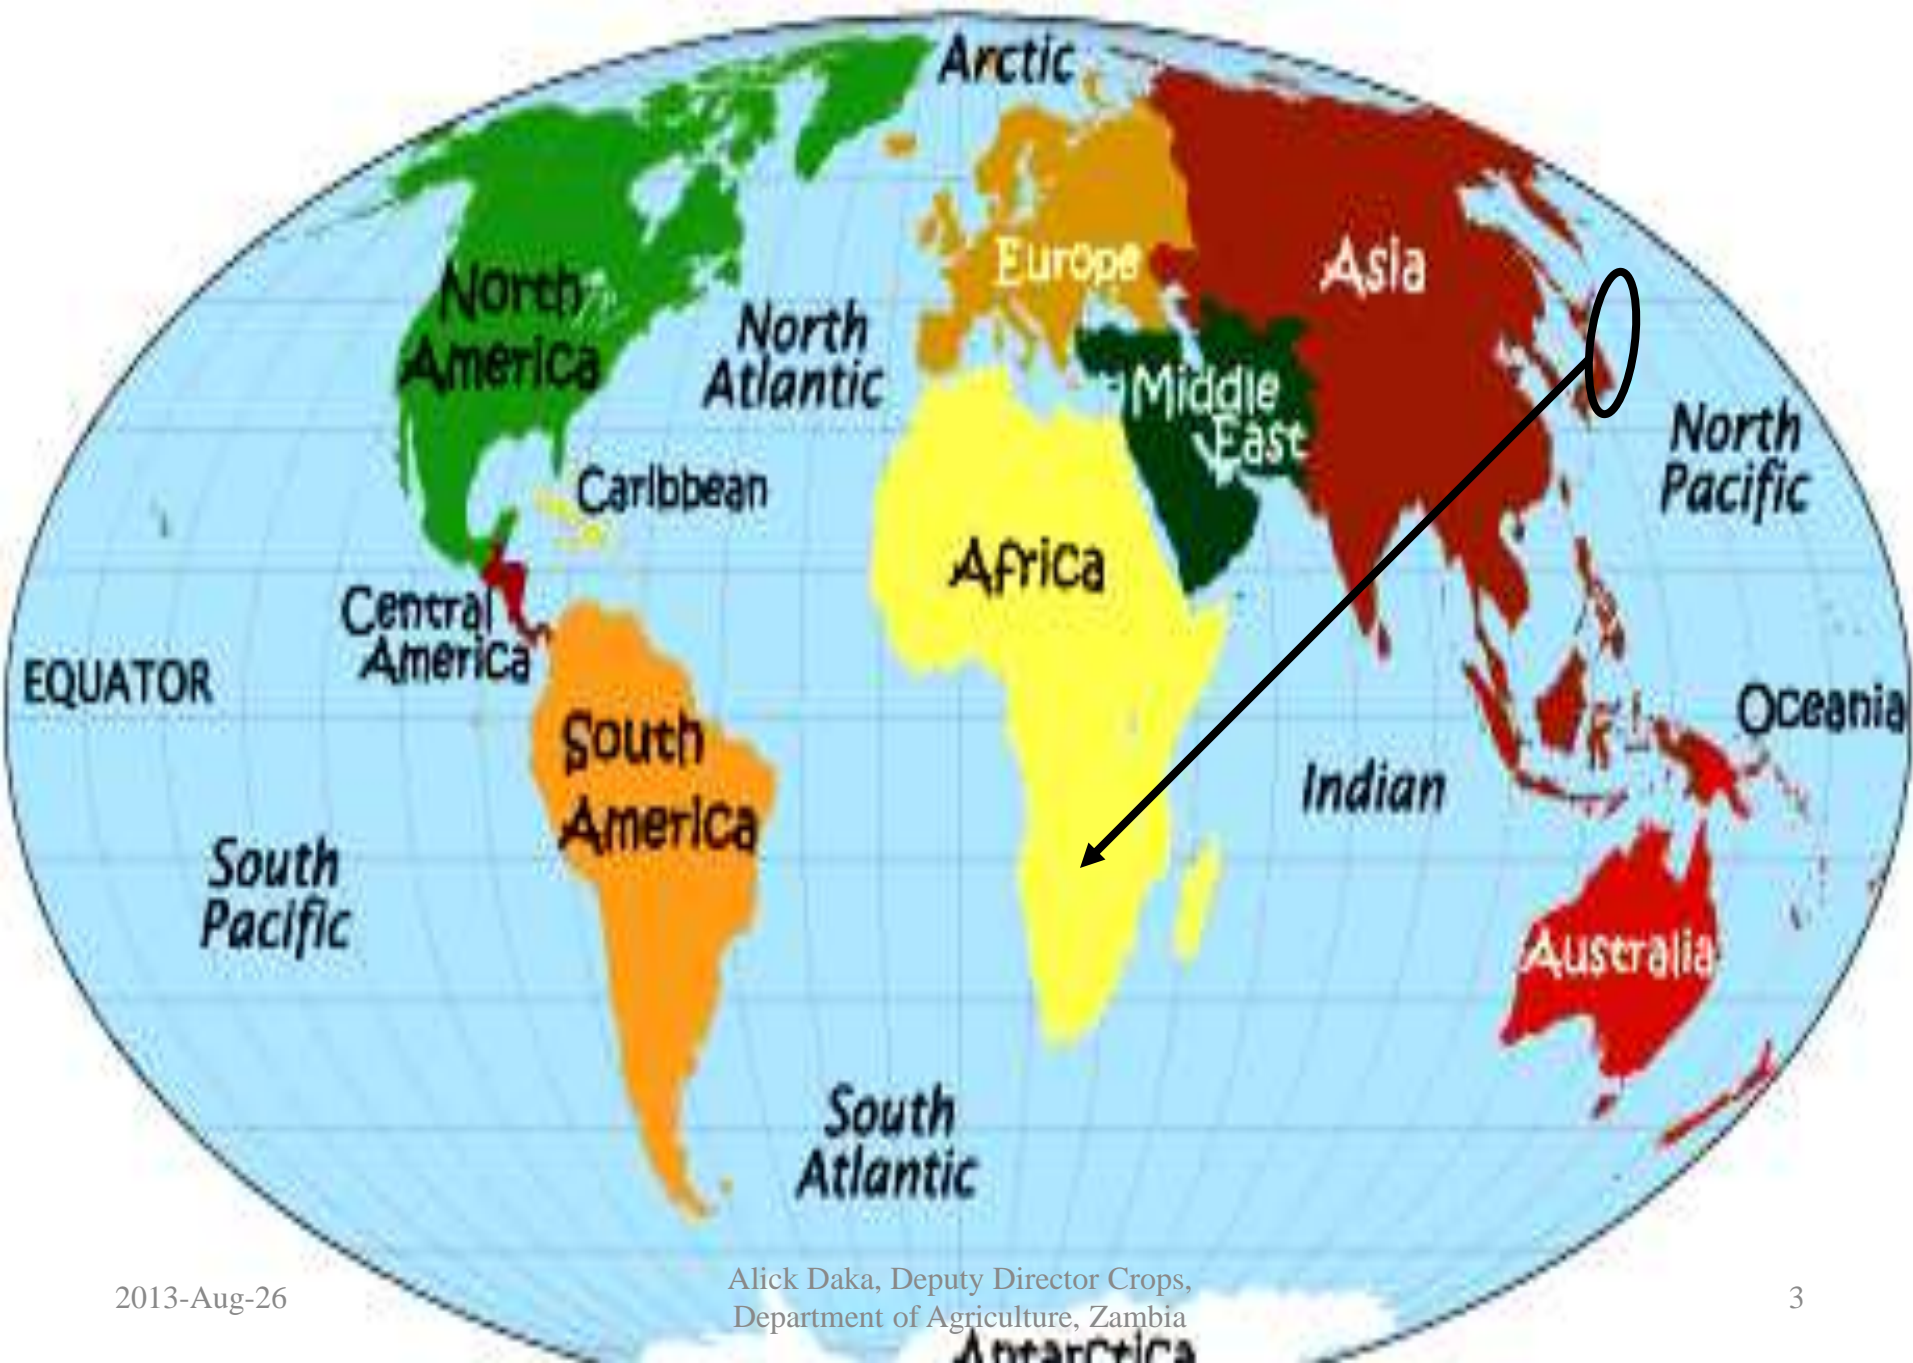 Arctic
Europe
Asia
North
America
North
Atlantic
Middle
East
North
Pacific
Caribbean
Africa
Central
America
EQUATOR
Oceania
South
America
Indian
South
Pacific
Australia
South
Atlantic
2013-Aug-26
Alick Daka, Deputy Director Crops,
Department of Agriculture, Zambia
3
Antarctica